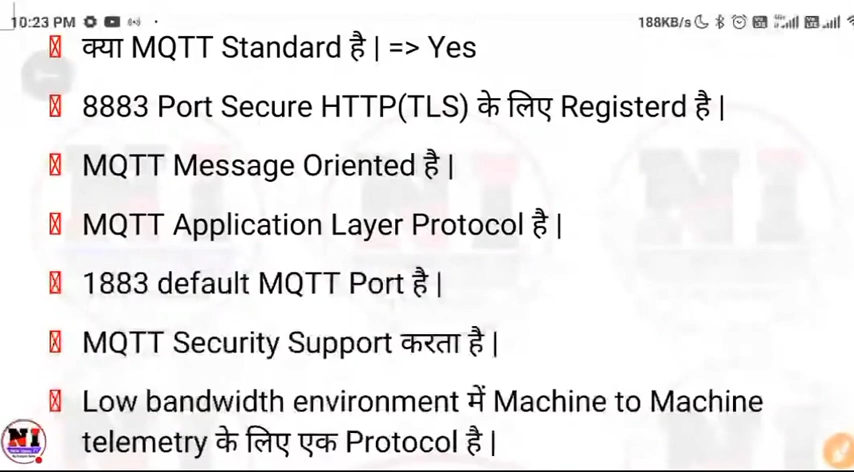 10:23 PM
188KB/s
क्या MQTT Standard है | => Yes
8883 Port Secure HTTP(TLS) के लिए Registerd है |
MQTT Message Oriented है |
MQTT Application Layer Protocol है |
1883 default MQTT Port है |
MQTT Security Support करता है |
Low bandwidth environment में Machine to Machine
telemetry के लिए एक Protocol है |
NI